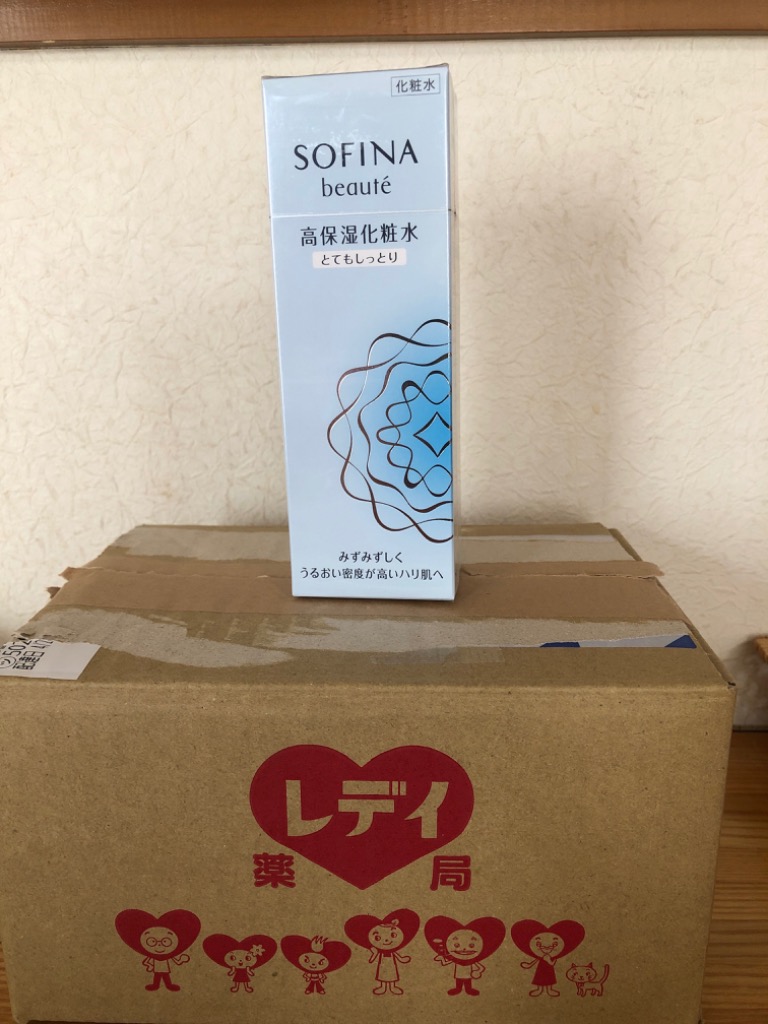 化粧水
SOFINA
beauté
高保湿化粧水
とてもしっとり
みずみずしく
うるおい密度が高いハリ肌へ
レディ
薬局